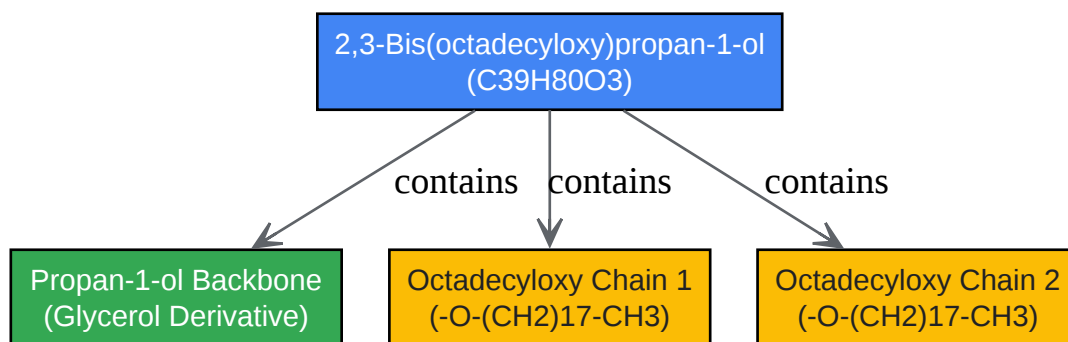 2,3-Bis(octadecyloxy)propan-1-ol
(C39H80O3)
contains
contains
contains
Propan-1-ol Backbone
(Glycerol Derivative)
Octadecyloxy Chain 1
(-O-(CH2)17-CH3)
Octadecyloxy Chain 2
(-O-(CH2)17-CH3)